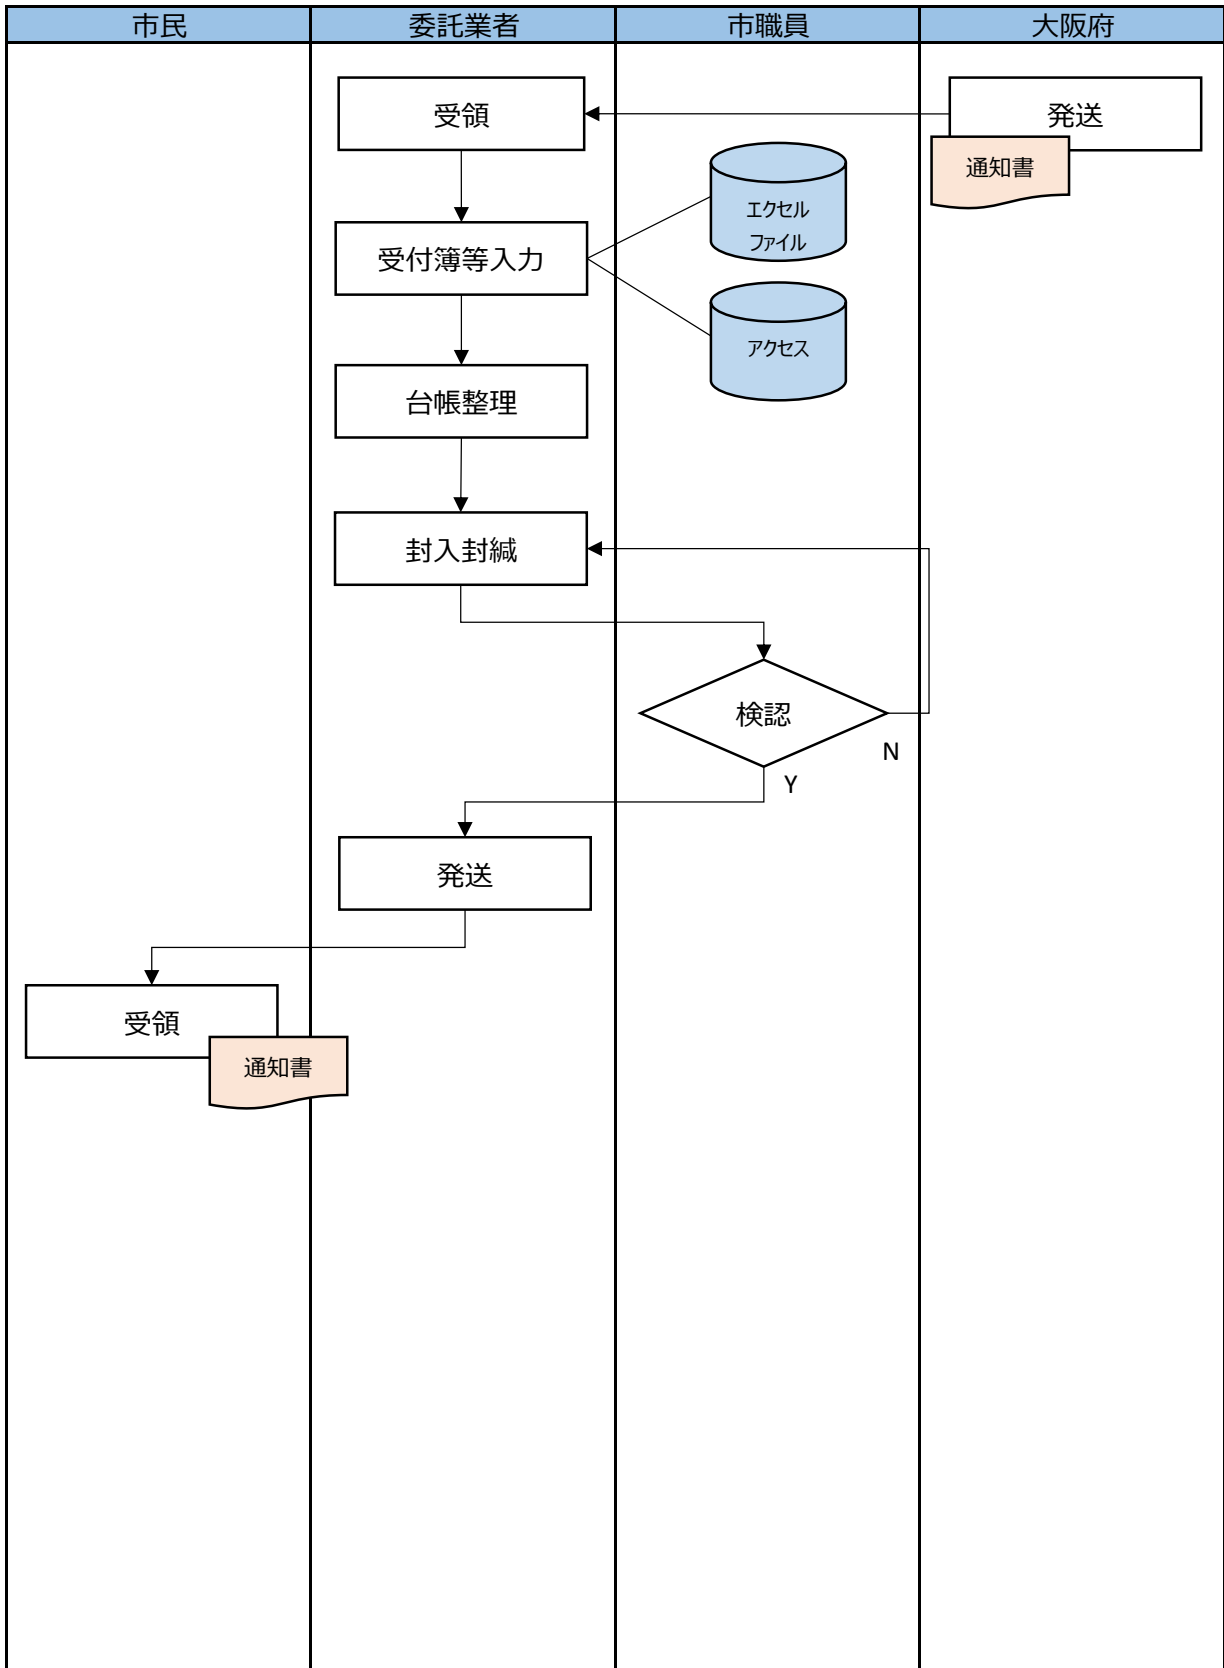 市民
委託業者
市職員
大阪府
受領
発送
通知書
エクセル
ファイル
受付簿等入力
アクセス
台帳整理
封入封緘
検認
N
Y
発送
受領
通知書